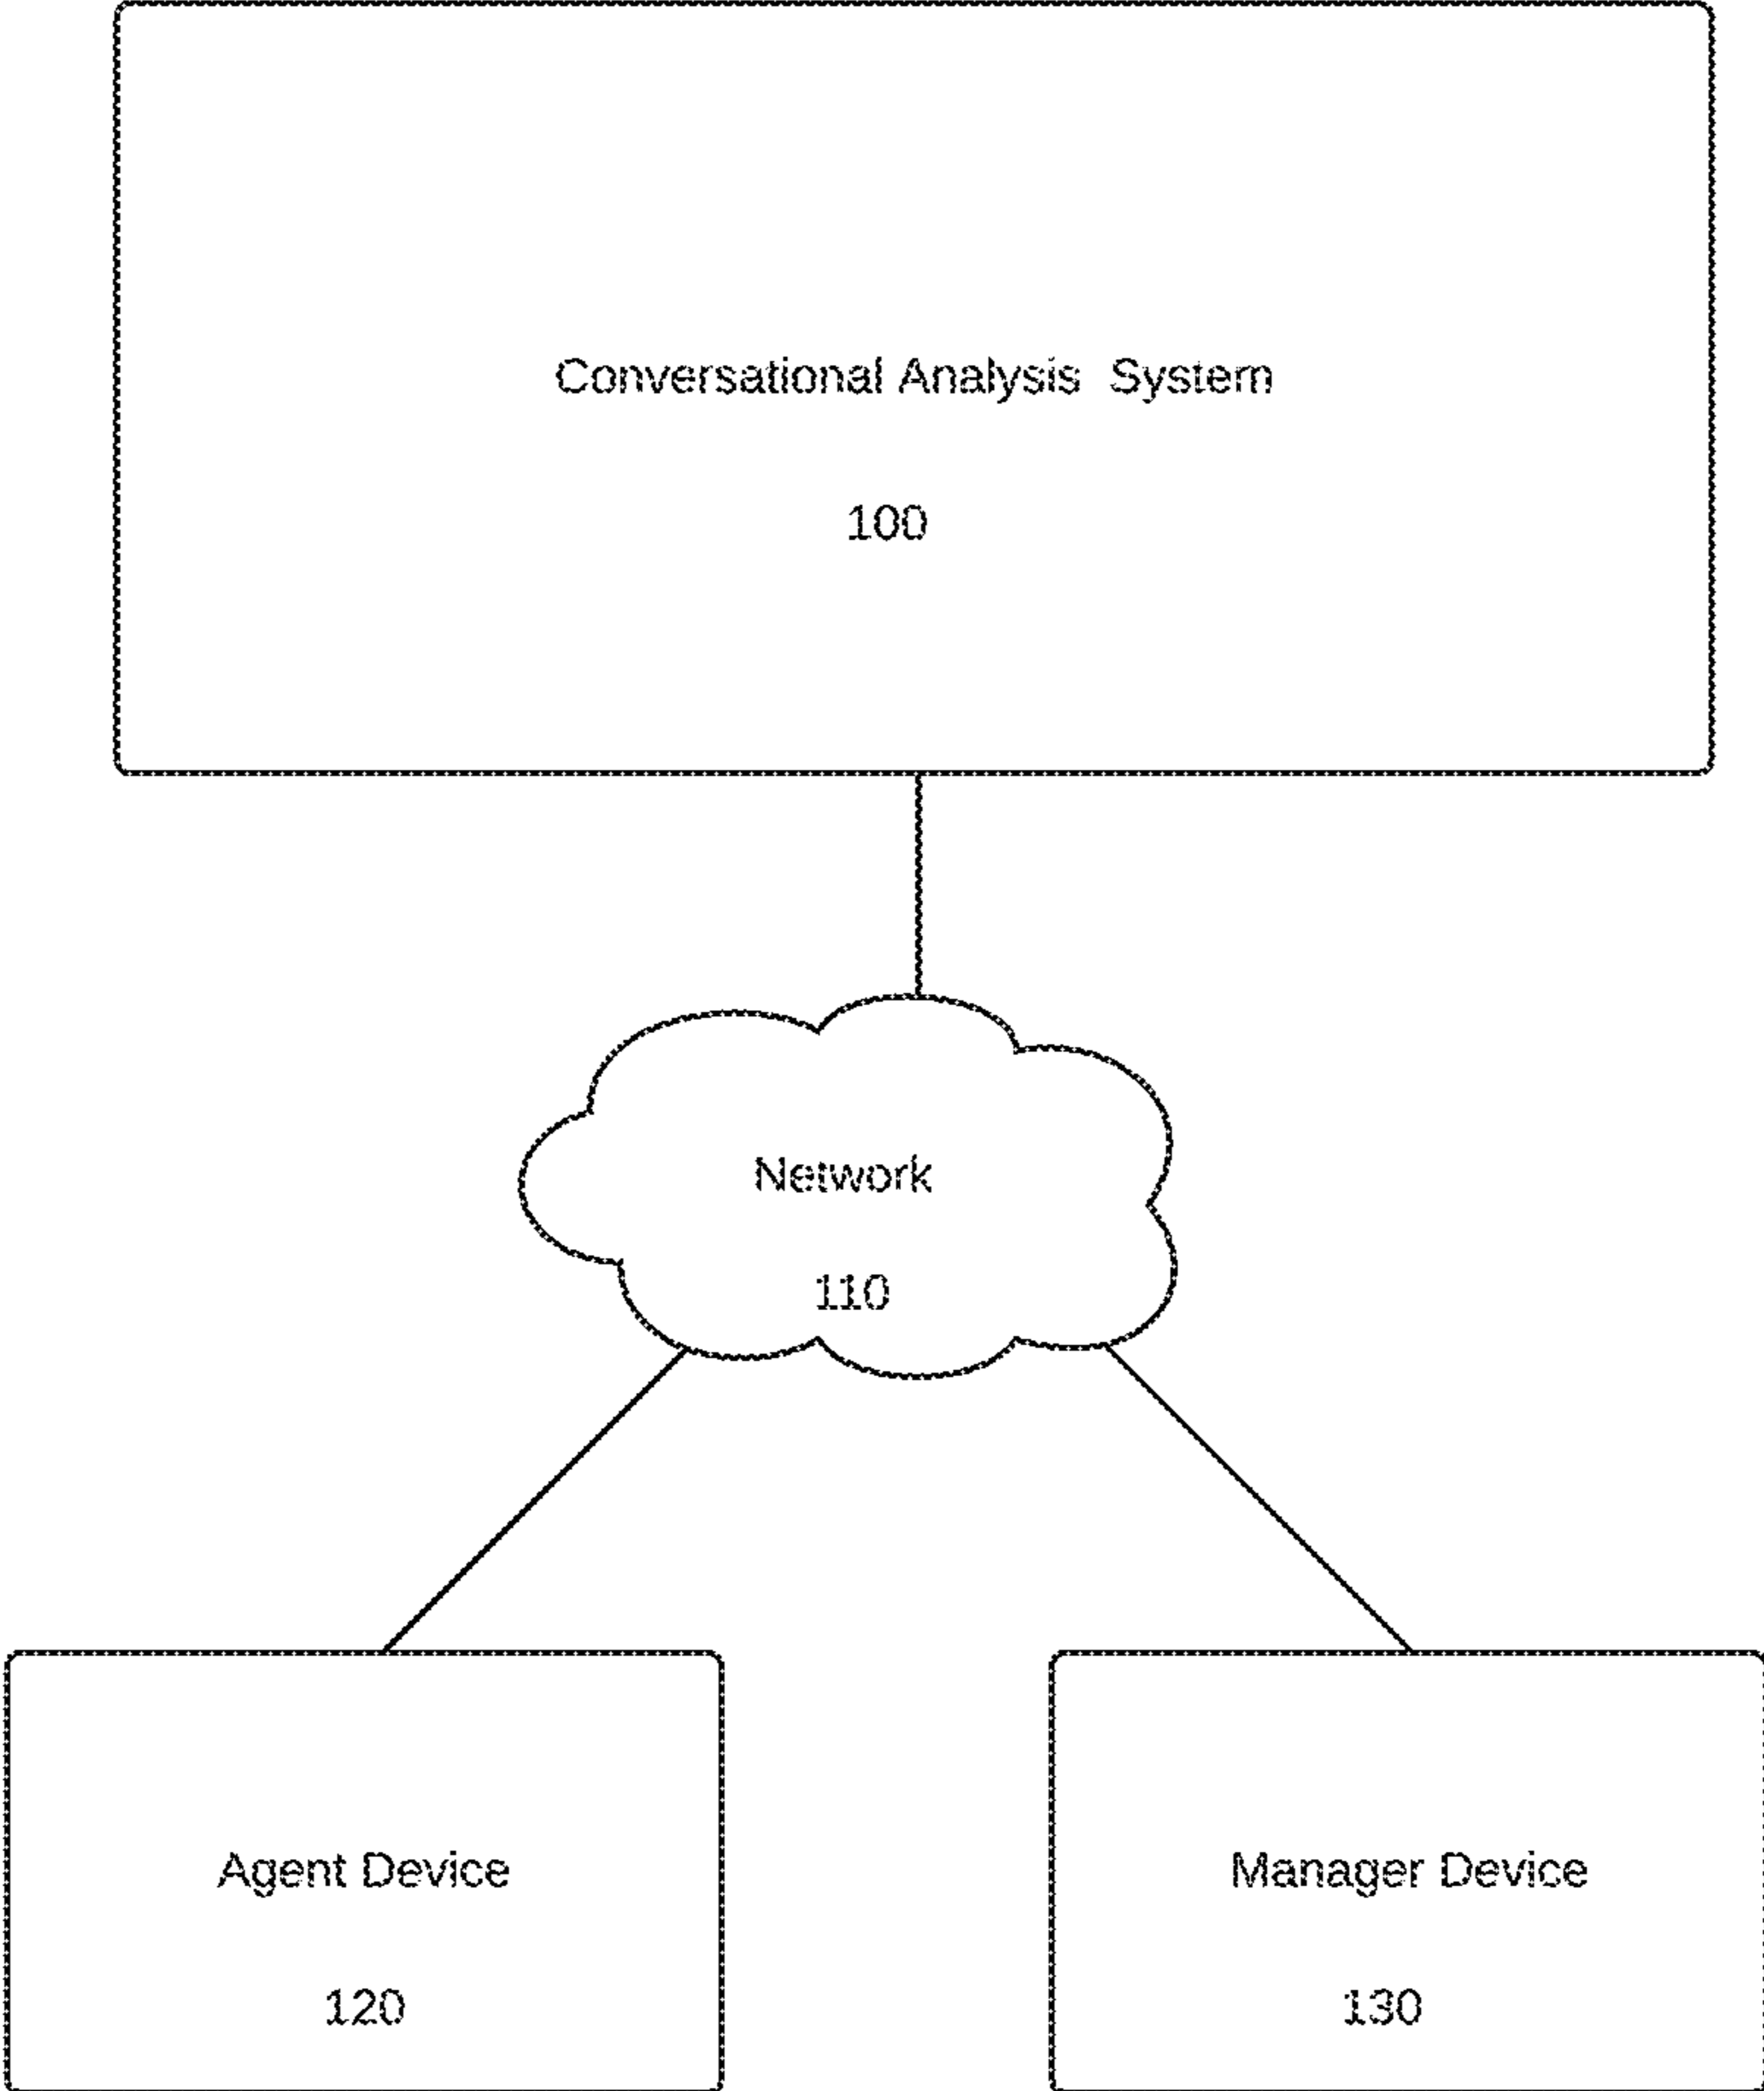 Conversational Analysis System
100
Network
110
Agent Device
Manager Device
120
130